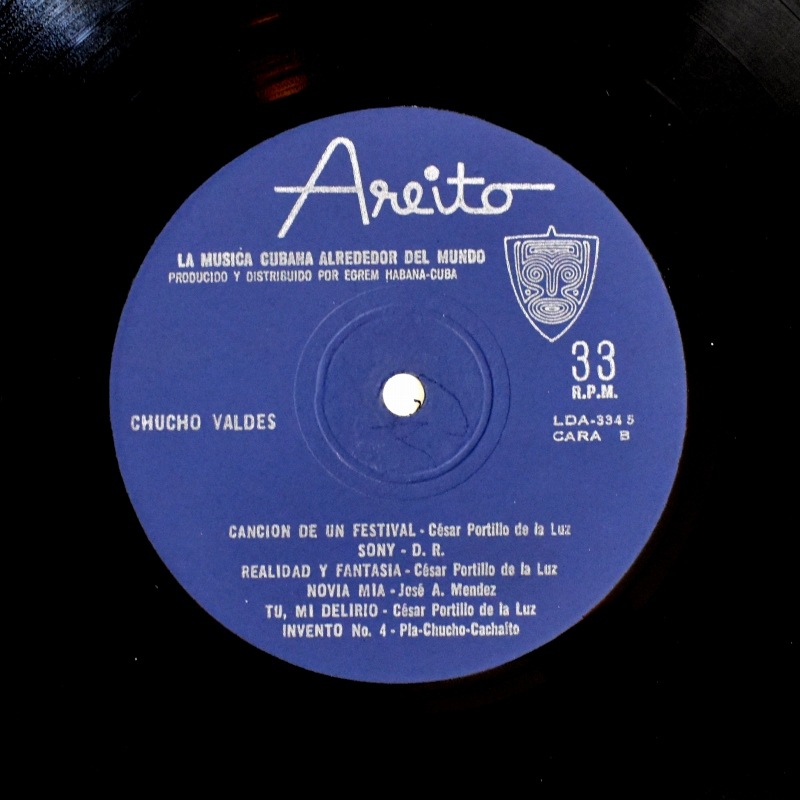 Areito
LA MUSICA CUBANA ALREDEDOR DEL MUNDO
PRODUCIDO Y DISTRIBUIDO POR EGREM HABANA-CUBA
33
R.P.M.
CHUCHO VALDES
LDA-3345
CARA B
CANCION DE UN FESTIVAL - César Portillo de la Luz
SONY - D. R.
REALIDAD Y FANTASIA - César Portillo de la Luz
NOVIA MIA - José A. Mendez
TU, MI DELIRIO - César Portillo de la Luz
INVENTO No. 4 - Pla-Chucho-Cachaito